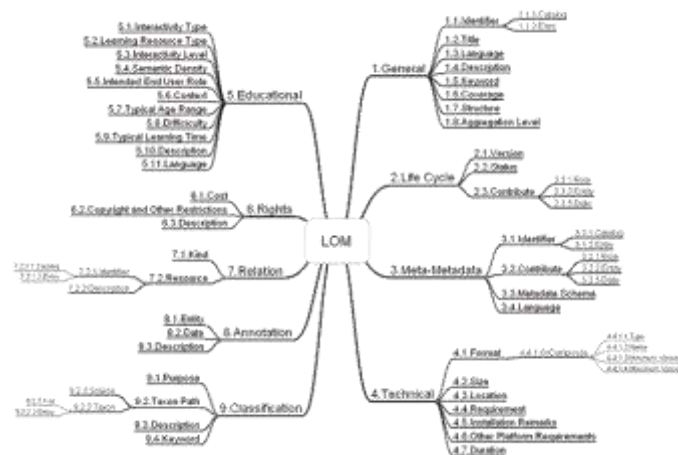 LOM
1.General
1.1.Identifier
1.2.Title
1.3.Language
1.4.Description
1.5.Keyword
1.6.Coverage
1.7.Structure
1.8.Aggregation Level
2.Life Cycle
2.1.Version
2.2.Status
2.3.Contribute
3.Meta-Metadata
3.1.Identifier
3.2.Contribute
3.3.Metadata Schema
3.4.Language
4.Technical
4.1.Format
4.2.Size
4.3.Location
4.4.Requirement
4.5.Installation Remarks
4.6.Other Platform Requirements
4.7.Duration
5.Educational
5.1.Interactivity Type
5.2.Learning Resource Type
5.3.Interactivity Level
5.4.Semantic Density
5.5.Intended End User Role
5.6.Context
5.7.Typical Age Range
5.8.Difficulty
5.9.Typical Learning Time
5.10.Description
5.11.Language
6.Rights
6.1.Cost
6.2.Copyright and Other Restrictions
6.3.Description
7.Relation
7.1.Kind
7.2.Resource
8.Annotation
8.1.Entity
8.2.Date
8.3.Description
9.Classification
9.1.Purpose
9.2.Taxon Path
9.3.Description
9.4.Keyword